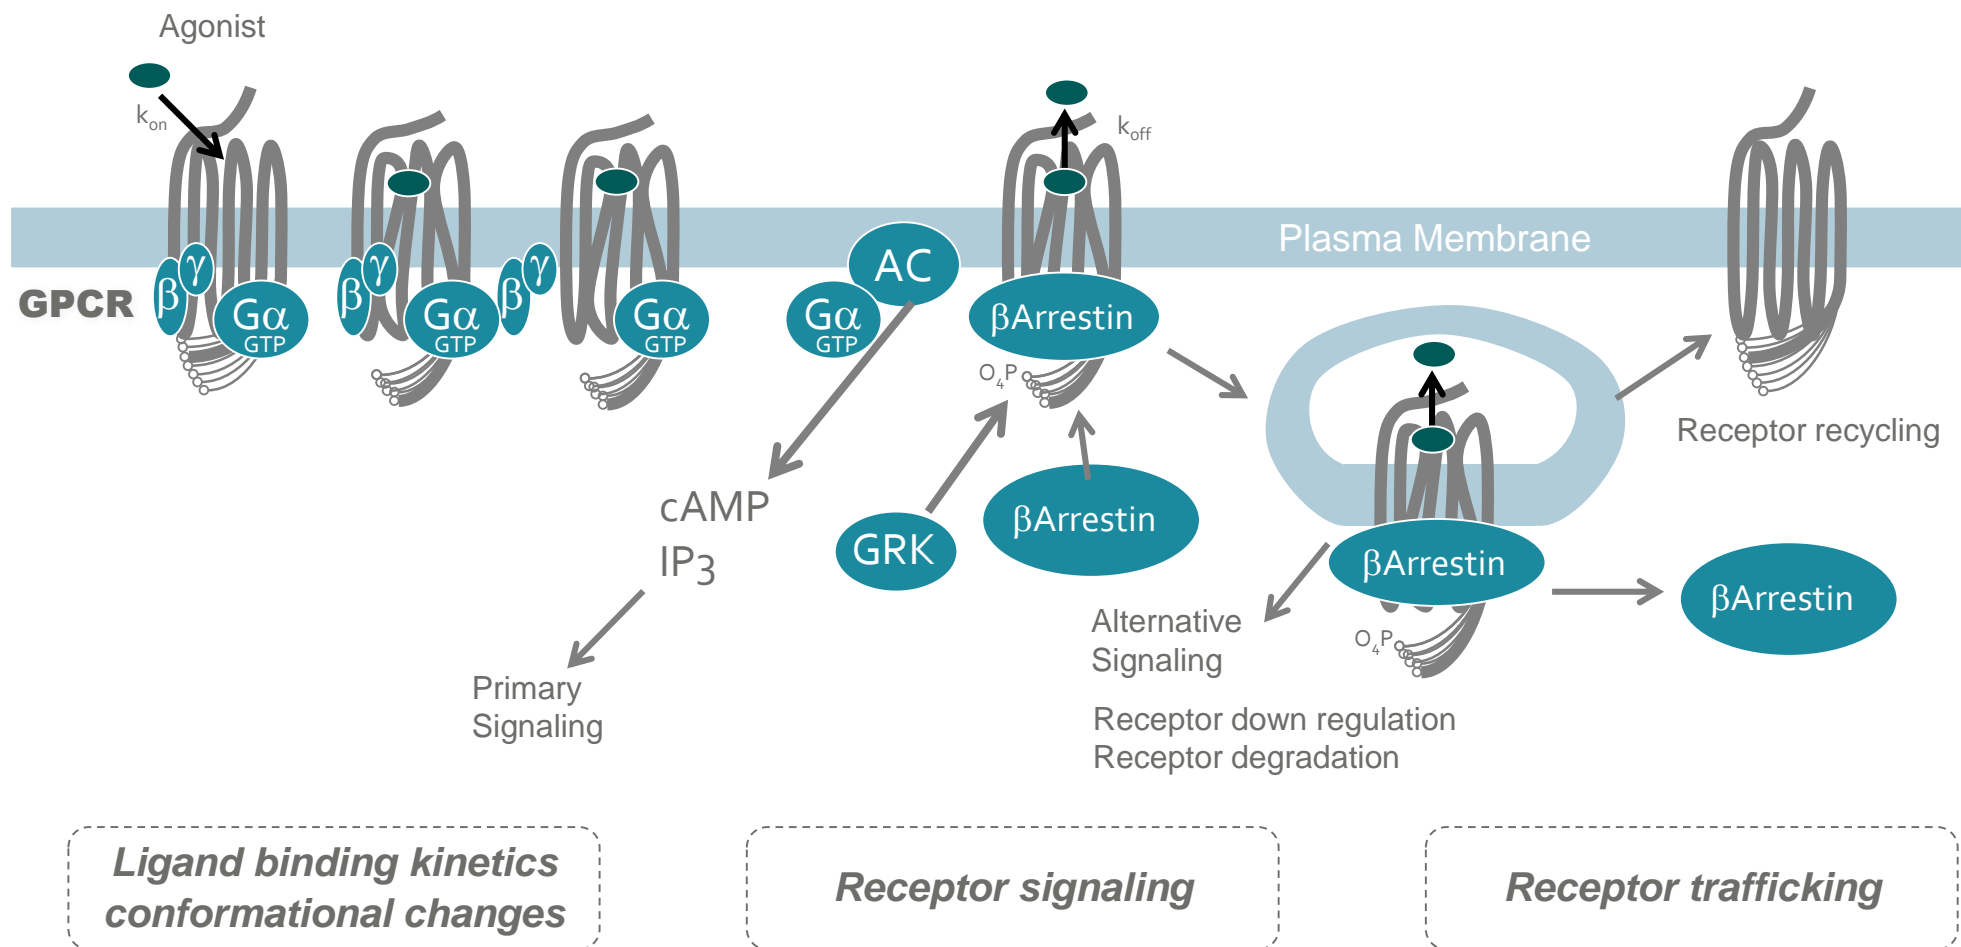 Agonist
kon
koff
Plasma Membrane
GPCR
β
γ
Gα
GTP
β
γ
Gα
GTP
β
γ
Gα
GTP
AC
Gα
GTP
βArrestin
O4P
cAMP
IP3
GRK
βArrestin
Primary
Signaling
Receptor recycling
βArrestin
O4P
βArrestin
Alternative
Signaling
Receptor down regulation
Receptor degradation
Ligand binding kinetics
conformational changes
Receptor signaling
Receptor trafficking